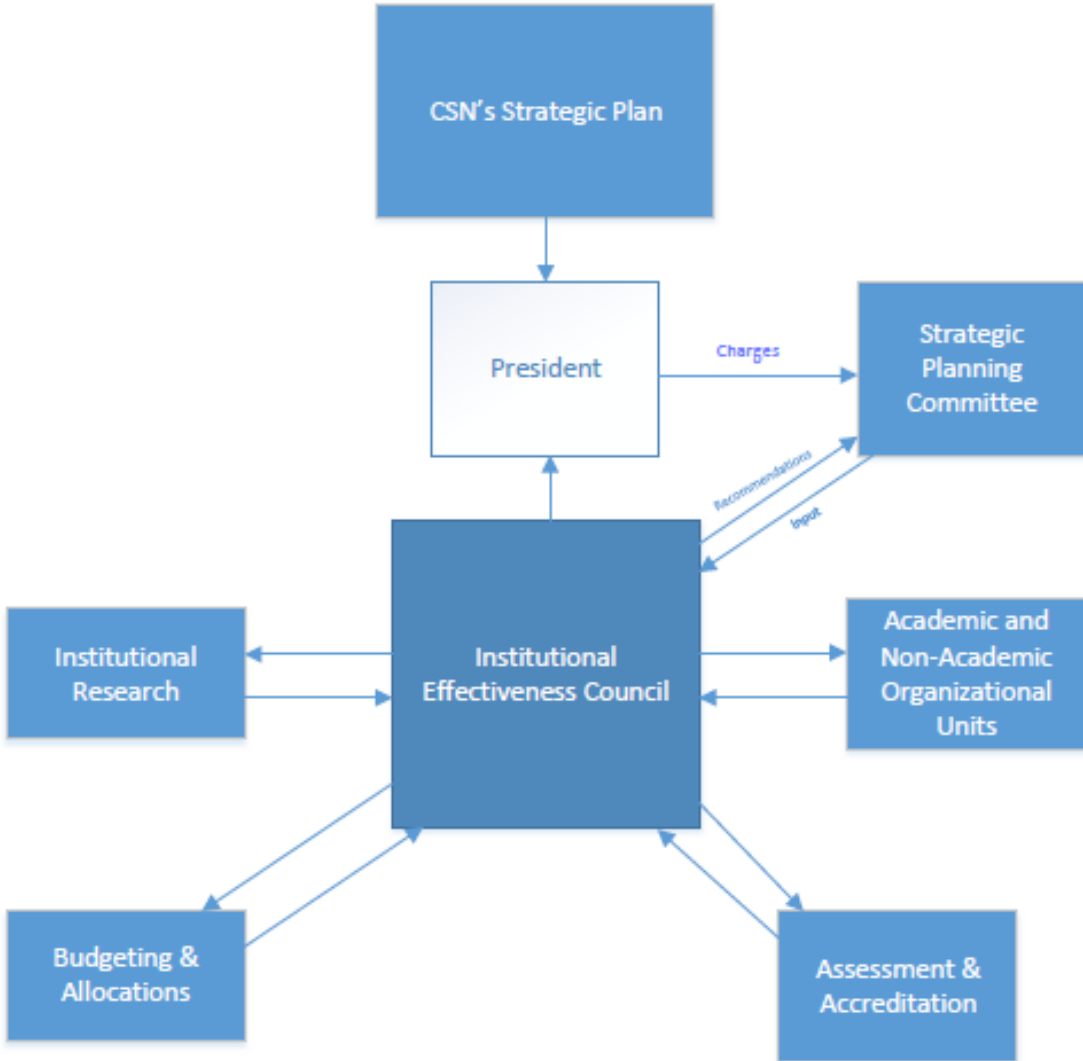 CSN's Strategic Plan
President
Charges
Strategic
Planning
Committee
Recommendations
Input
Institutional
Research
Institutional
Effectiveness Council
Academic and
Non-Academic
Organizational
Units
Budgeting &
Allocations
Assessment &
Accreditation